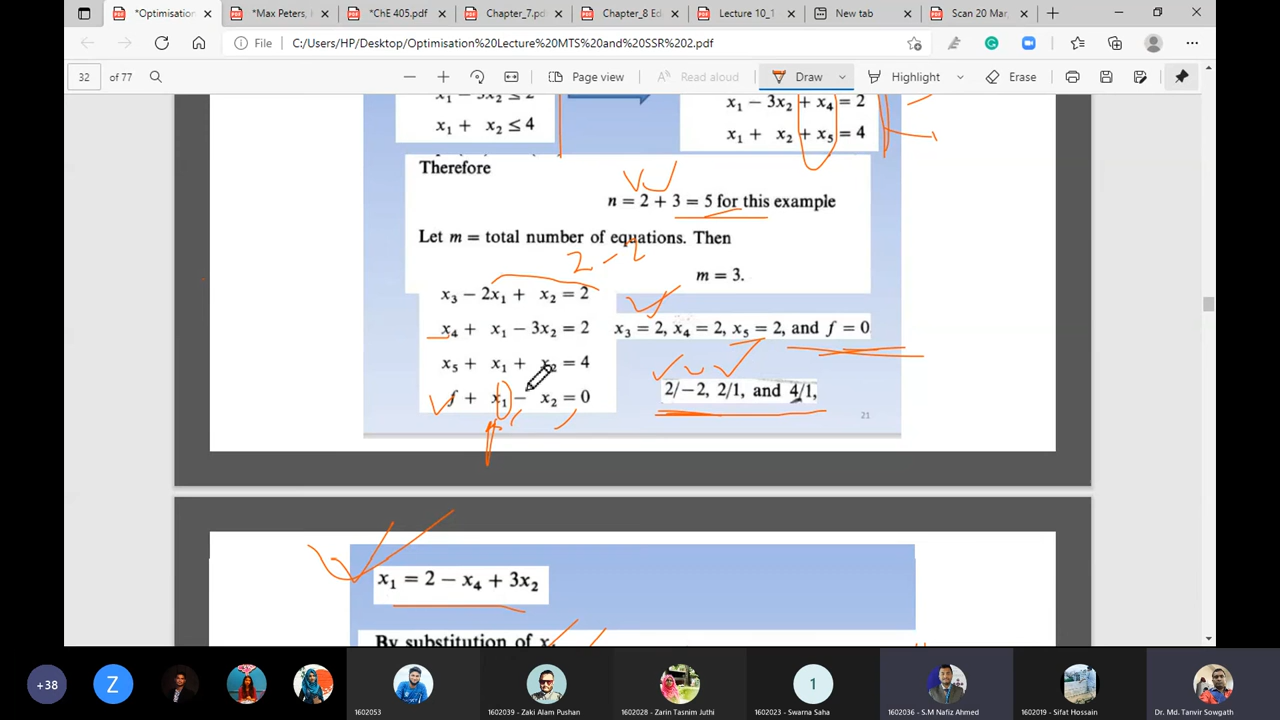 *Optimisation
*Max Peters,
*ChE 405.pdf
Chapter_7.pd
Chapter_8 Ed
Lecture 10_1
New tab
Scan 20 Mar,
File
C:/Users/HP/Desktop/Optimisation%20Lecture%20MTS%20and%20SSR%202.pdf
32 of 77
Page view
Read aloud
Draw
Highlight
Erase
x₁ − 3x₂ ≤ 2
x₁ + x₂ ≤ 4
x₁ − 3x₂ + x₄ = 2
x₁ + x₂ + x₅ = 4
Therefore
n = 2 + 3 = 5 for this example
Let m = total number of equations. Then
2 - 2
m = 3.
x₃ − 2x₁ + x₂ = 2
x₄ + x₁ − 3x₂ = 2
x₃ = 2, x₄ = 2, x₅ = 2, and f = 0
x₅ + x₁ + x₂ = 4
2/−2, 2/1, and 4/1,
f + x₁ − x₂ = 0
21
x₁ = 2 − x₄ + 3x₂
By substitution of x
+38
Z
1
1602053
1602039 - Zaki Alam Pushan
1602028 - Zarin Tasnim Juthi
1602023 - Swarna Saha
1602036 - S.M Nafiz Ahmed
1602019 - Sifat Hossain
Dr. Md. Tanvir Sowgath